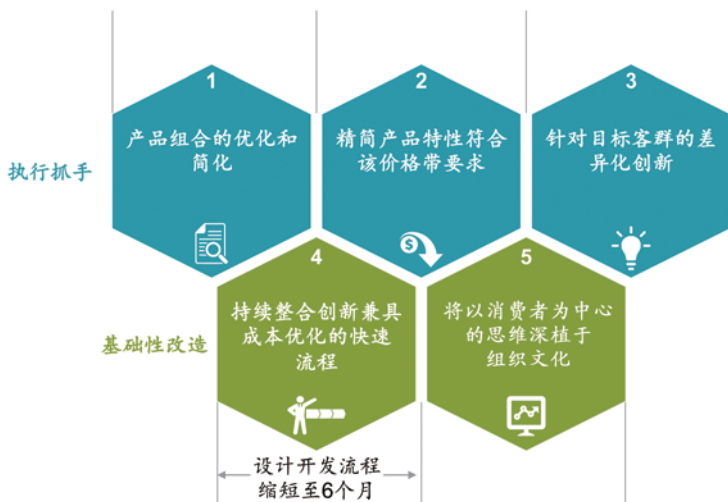 1
产品组合的优化和
简化
2
精简产品特性符合
该价格带要求
3
针对目标客群的差
异化创新
执行抓手
$
4
持续整合创新兼具
成本优化的快速
流程
5
将以消费者为中心
的思维深植于
组织文化
基础性改造
设计开发流程
缩短至6个月